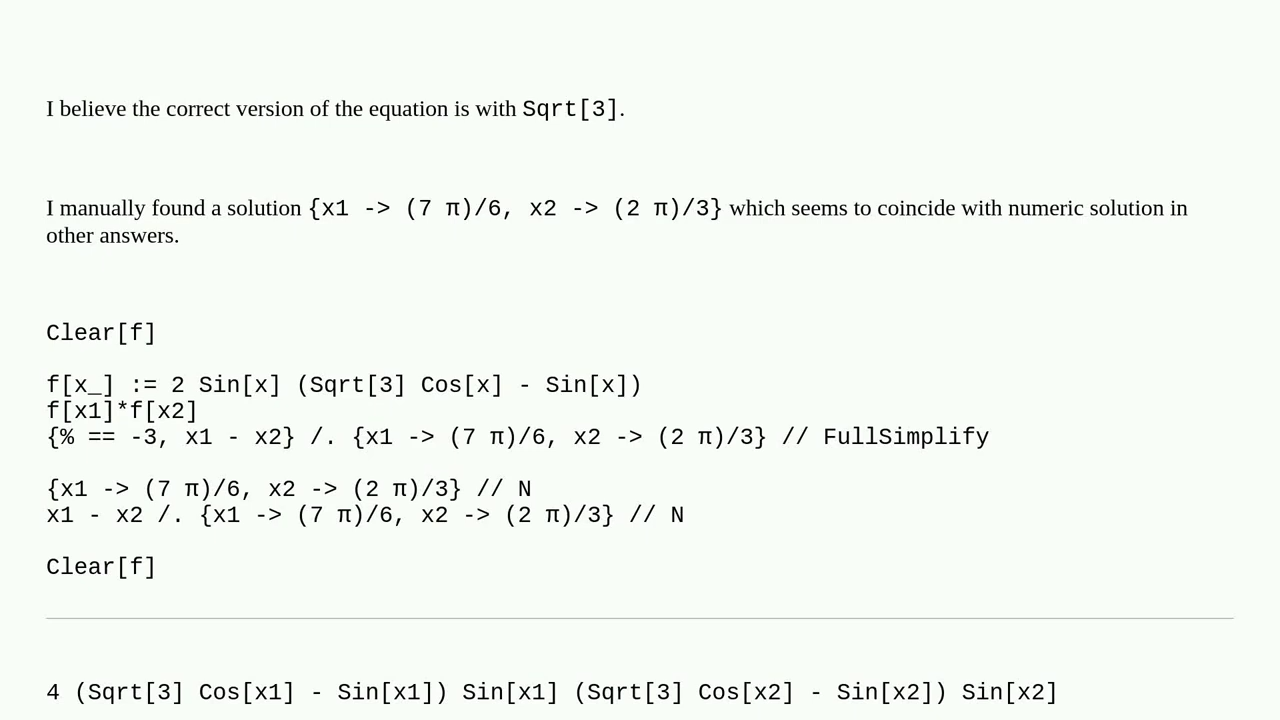 I believe the correct version of the equation is with Sqrt[3].
I manually found a solution {x1 -> (7 π)/6, x2 -> (2 π)/3} which seems to coincide with numeric solution in
other answers.
Clear[f]
f[x_] := 2 Sin[x] (Sqrt[3] Cos[x] - Sin[x])
f[x1]*f[x2]
{% == -3, x1 - x2} /. {x1 -> (7 π)/6, x2 -> (2 π)/3} // FullSimplify
{x1 -> (7 π)/6, x2 -> (2 π)/3} // N
x1 - x2 /. {x1 -> (7 π)/6, x2 -> (2 π)/3} // N
Clear[f]
4 (Sqrt[3] Cos[x1] - Sin[x1]) Sin[x1] (Sqrt[3] Cos[x2] - Sin[x2]) Sin[x2]